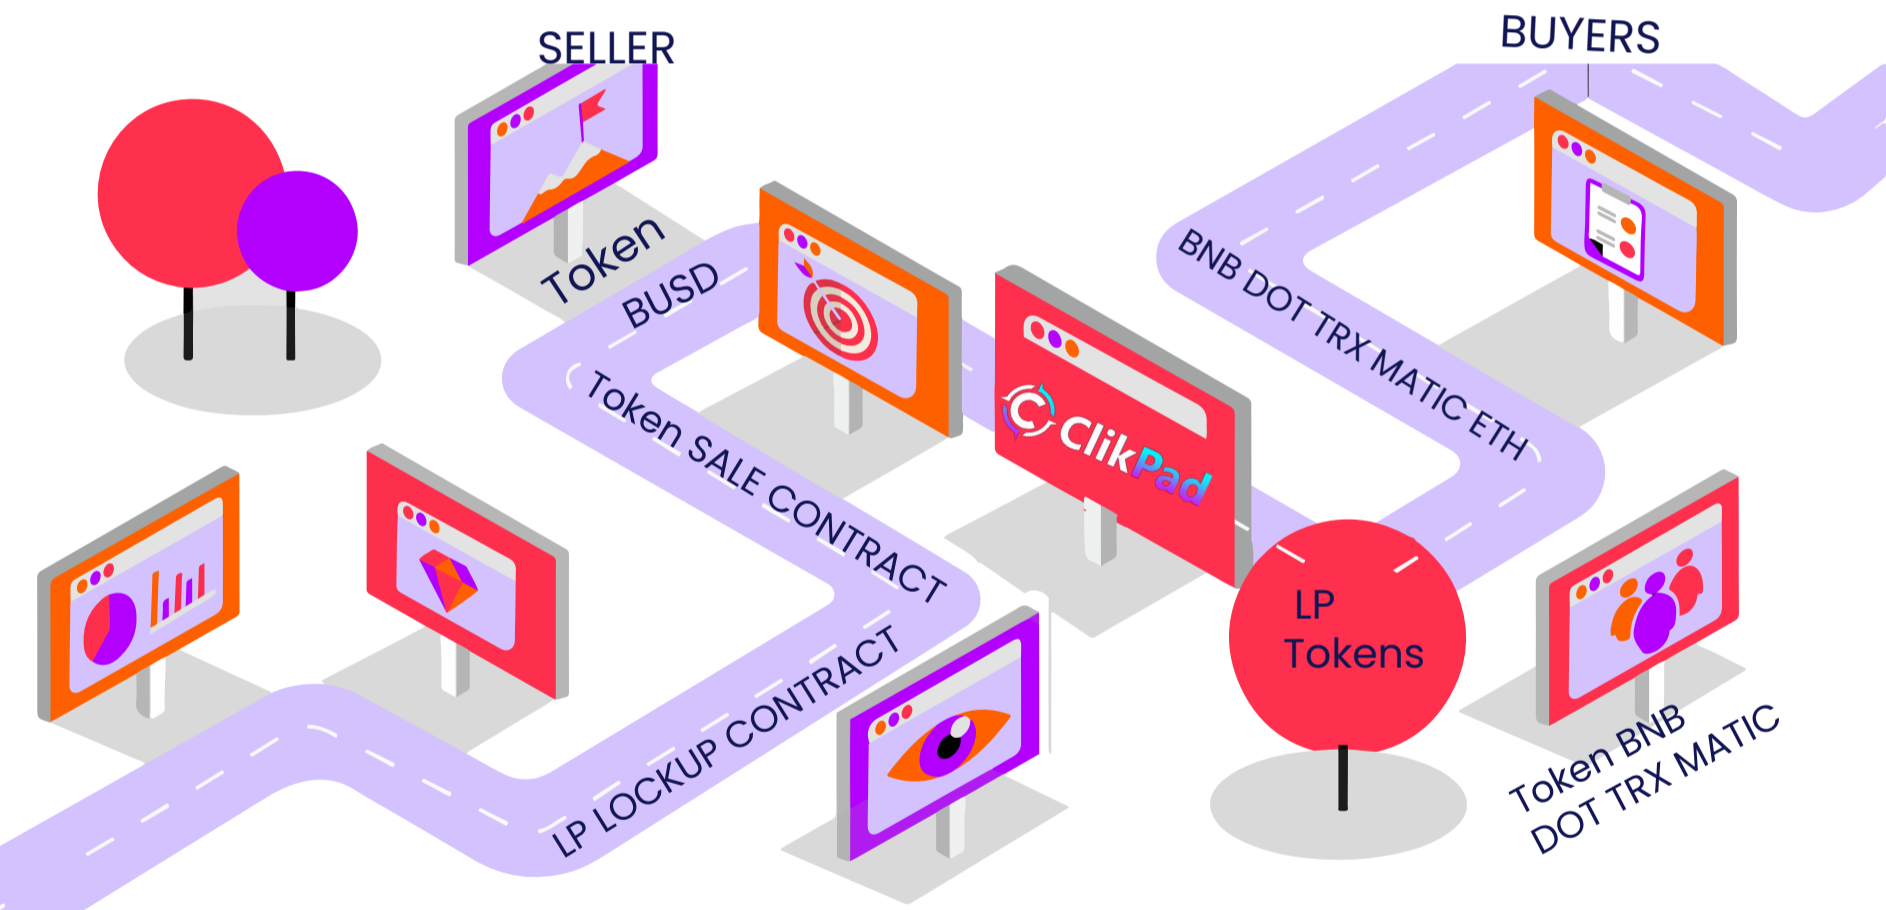 SELLER
BUYERS
Token
BUSD
BNB DOT TRX MATIC ETH
Token SALE CONTRACT
ClikPad
LP
Tokens
LP LOCKUP CONTRACT
Token BNB
DOT TRX MATIC